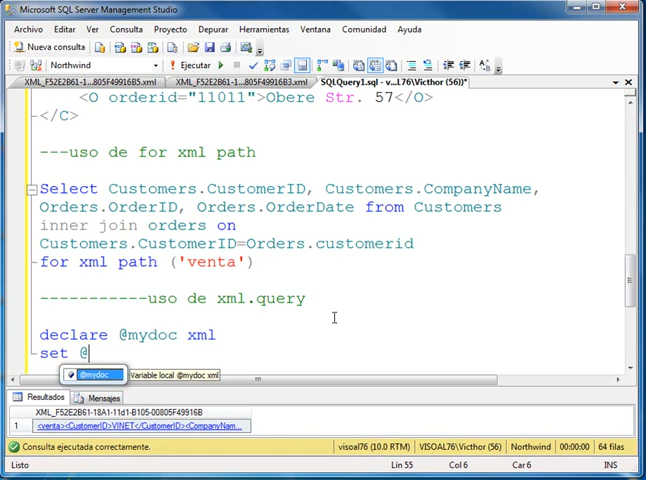 Microsoft SQL Server Management Studio
Archivo Editar Ver Consulta Proyecto Depurar Herramientas Ventana Comunidad Ayuda
Nueva consulta
Northwind Ejecutar
XML_F52E2B61-1...805F49916B5.xml XML_F52E2B61-1...805F49916B3.xml SQLQuery1.sql - v...L76\Victhor (56))*
<O orderid="11011">Obere Str. 57</O>
</C>
---uso de for xml path
Select Customers.CustomerID, Customers.CompanyName,
Orders.OrderID, Orders.OrderDate from Customers
inner join orders on
Customers.CustomerID=Orders.customerid
for xml path ('venta')
-----------uso de xml.query
declare @mydoc xml
set @
@mydoc Variable local @mydoc xml
Resultados Mensajes
XML_F52E2B61-18A1-11d1-B105-00805F49916B
1 <venta><CustomerID>VINET</CustomerID><CompanyNam...
Consulta ejecutada correctamente. visoal76 (10.0 RTM) VISOAL76\Victhor (56) Northwind 00:00:00 64 filas
Listo Lín 55 Col 6 Car 6 INS